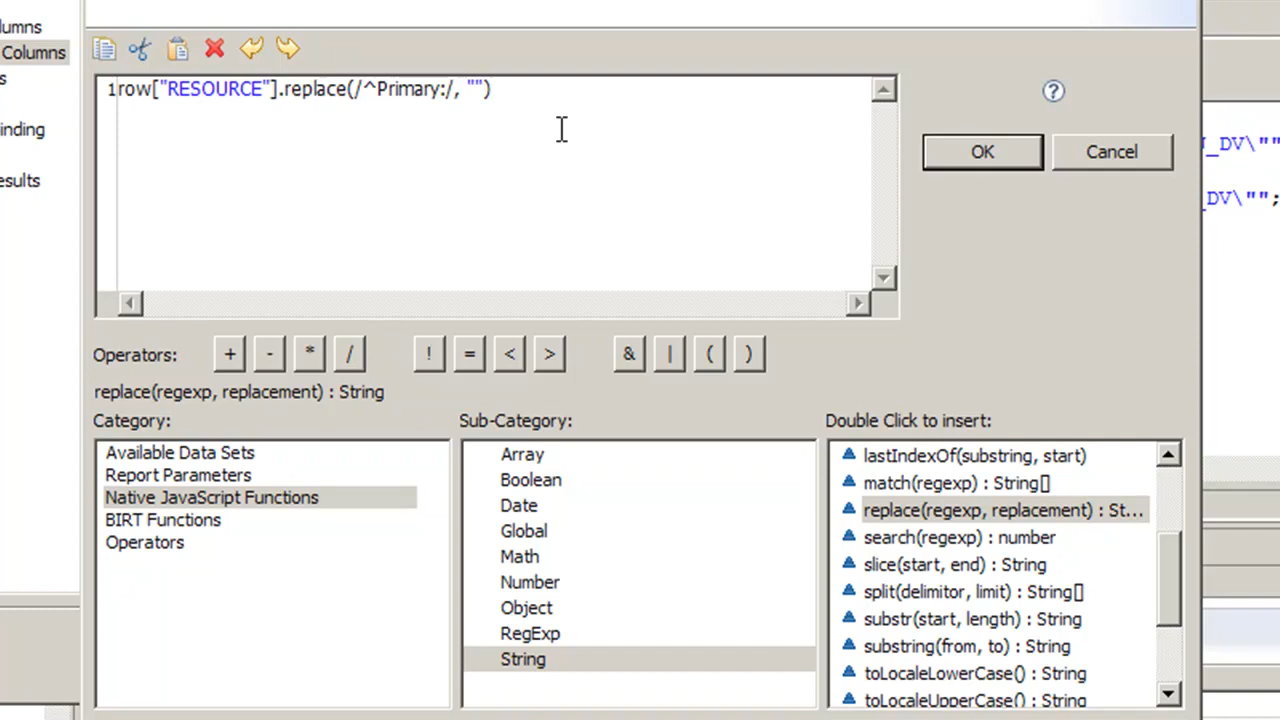 lumns
Columns
s
inding
esults
1row["RESOURCE"].replace(/^Primary:/, "")
OK
Cancel
_DV\""
_DV\"";
Operators:
+
-
*
/
!
=
<
>
&
|
(
)
replace(regexp, replacement) : String
Category:
Available Data Sets
Report Parameters
Native JavaScript Functions
BIRT Functions
Operators
Sub-Category:
Array
Boolean
Date
Global
Math
Number
Object
RegExp
String
Double Click to insert:
lastIndexOf(substring, start)
match(regexp) : String[]
replace(regexp, replacement) : St...
search(regexp) : number
slice(start, end) : String
split(delimitor, limit) : String[]
substr(start, length) : String
substring(from, to) : String
toLocaleLowerCase() : String
toLocaleUpperCase() : String